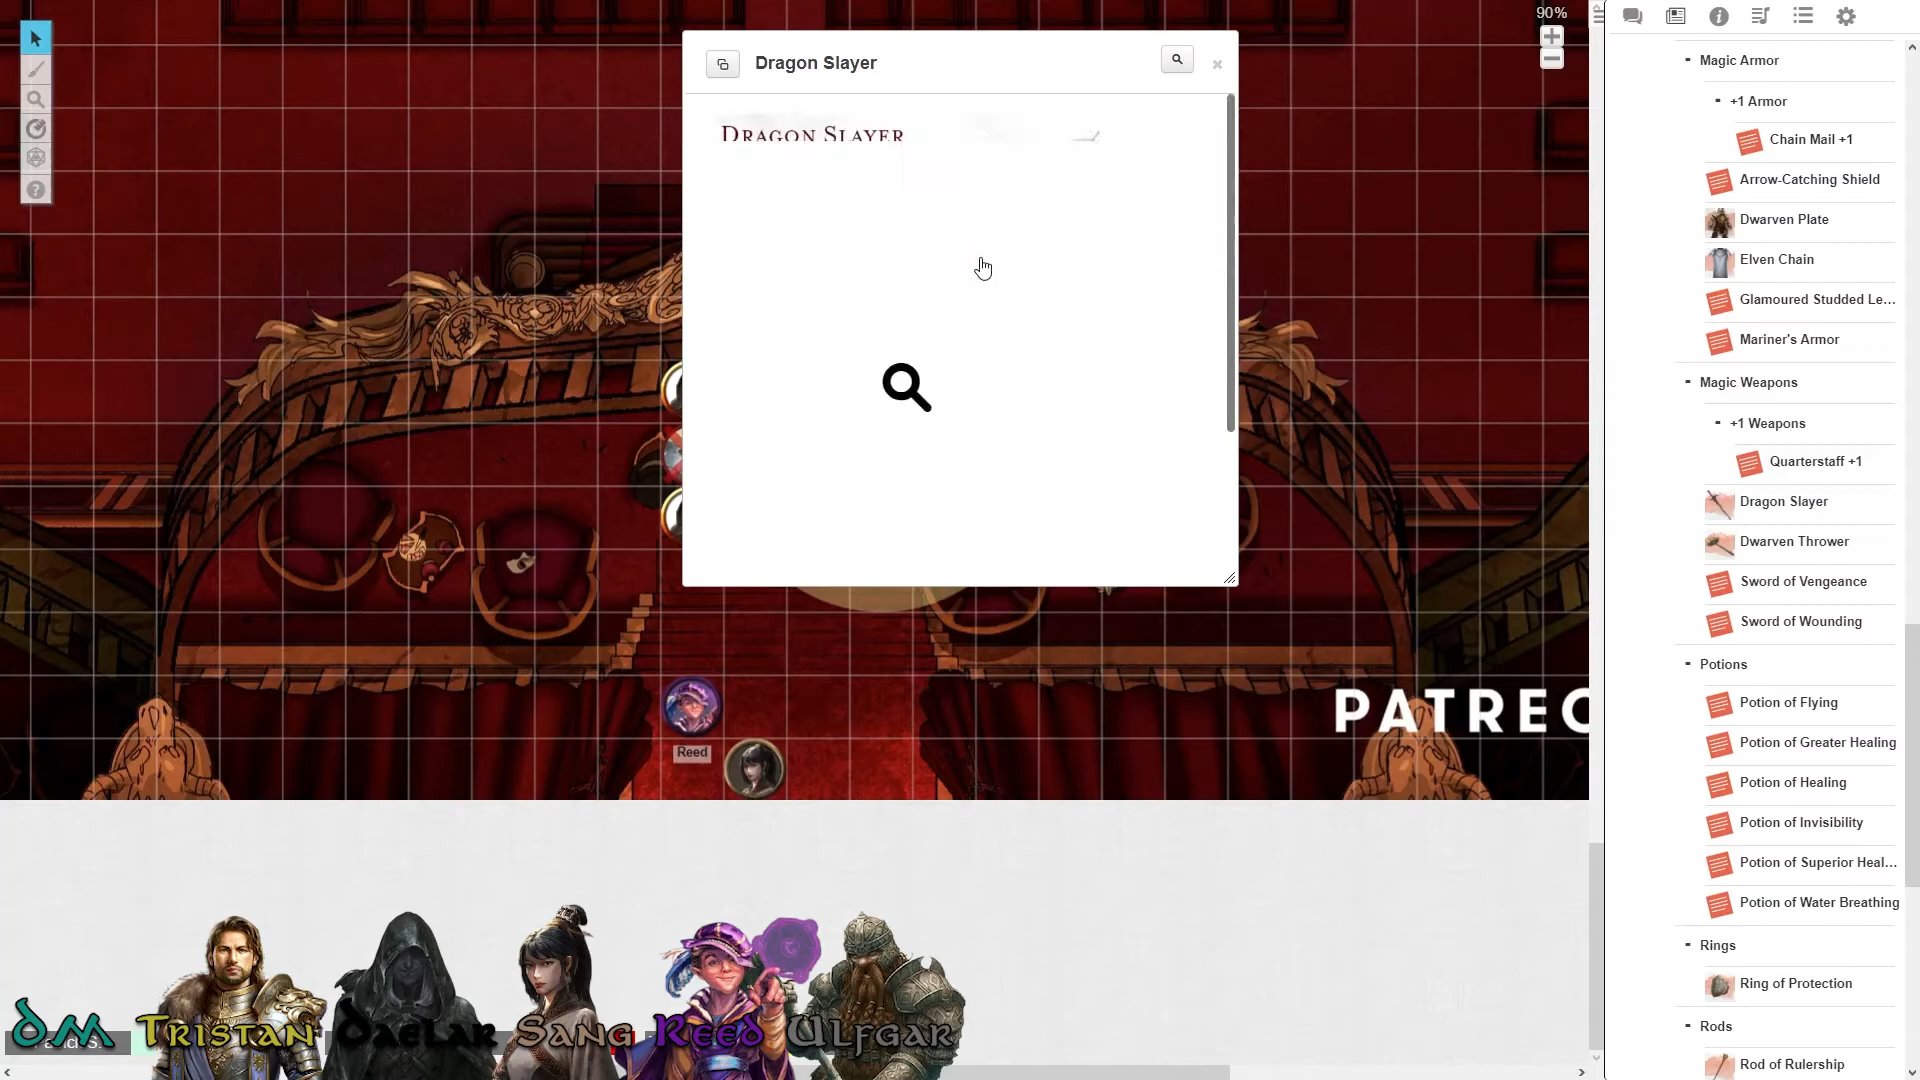 90%
Dragon Slayer
Dragon Slayer
Magic Armor
+1 Armor
Chain Mail +1
Arrow-Catching Shield
Dwarven Plate
Elven Chain
Glamoured Studded Le...
Mariner's Armor
Magic Weapons
+1 Weapons
Quarterstaff +1
Dragon Slayer
Dwarven Thrower
Sword of Vengeance
Sword of Wounding
Potions
Potion of Flying
Potion of Greater Healing
Potion of Healing
Potion of Invisibility
Potion of Superior Heal...
Potion of Water Breathing
Rings
Ring of Protection
Rods
Rod of Rulership
PATREO
Reed
DM Tristan Daelar Sang Reed Ulfgar